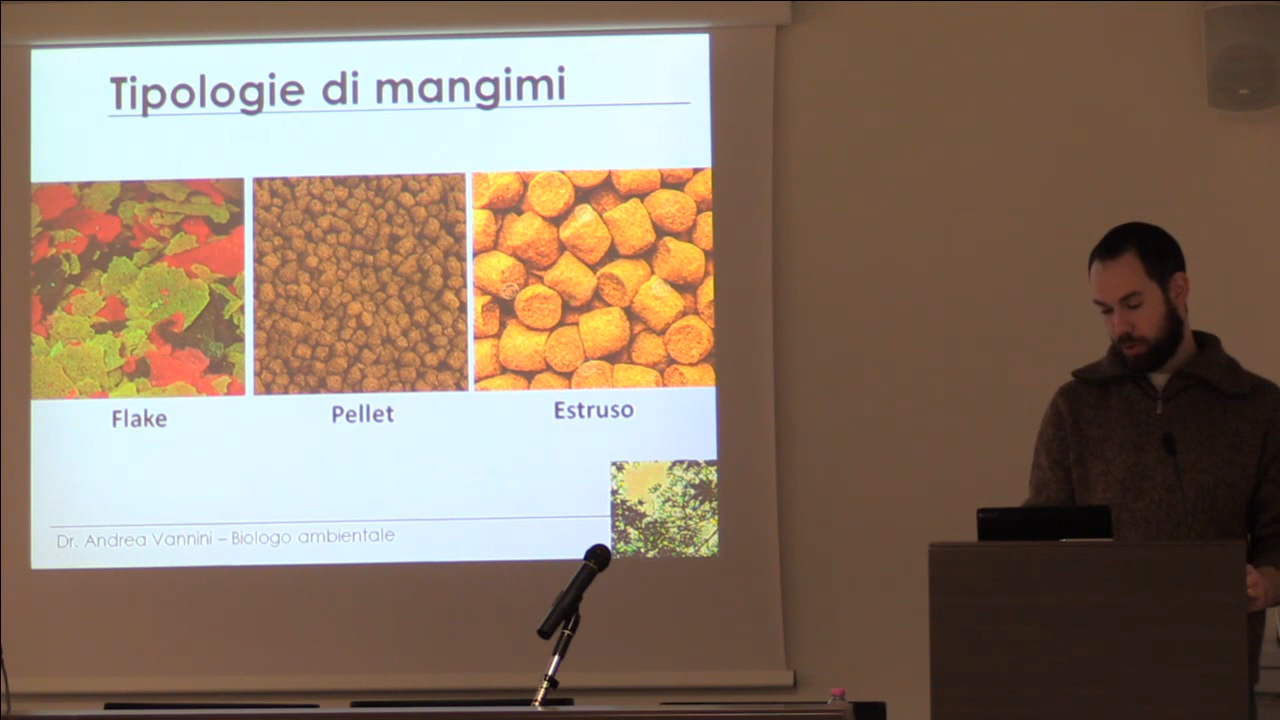 Tipologie di mangimi
Flake
Pellet
Estruso
Dr. Andrea Vannini – Biologo ambientale